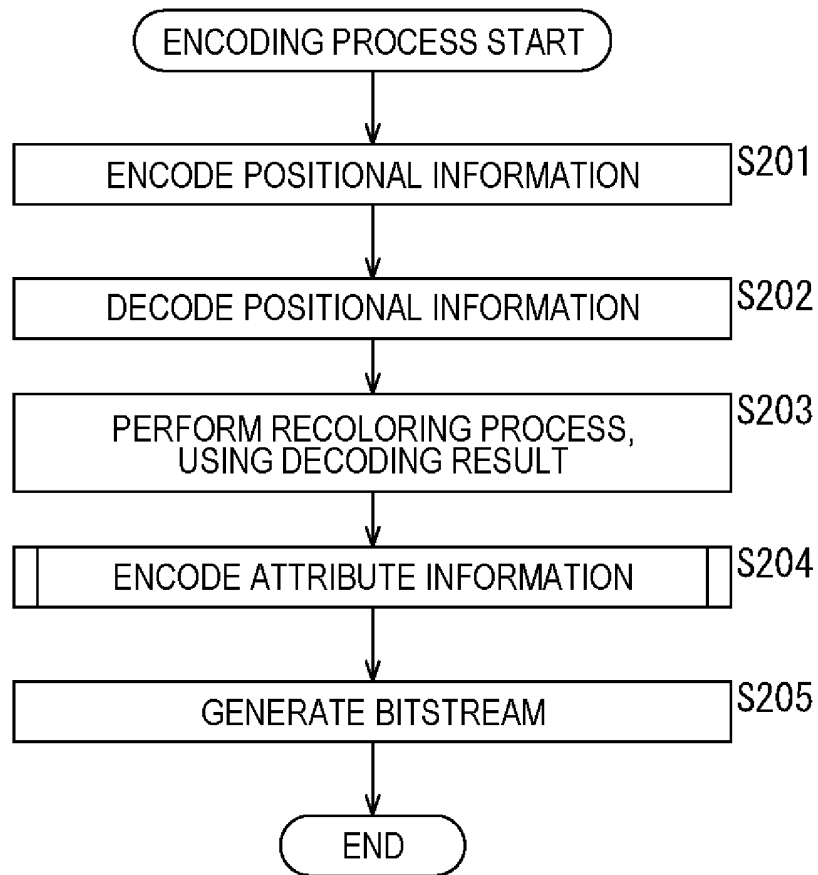 ENCODING PROCESS START
ENCODE POSITIONAL INFORMATION
S201
DECODE POSITIONAL INFORMATION
S202
PERFORM RECOLORING PROCESS,
USING DECODING RESULT
S203
ENCODE ATTRIBUTE INFORMATION
S204
GENERATE BITSTREAM
S205
END